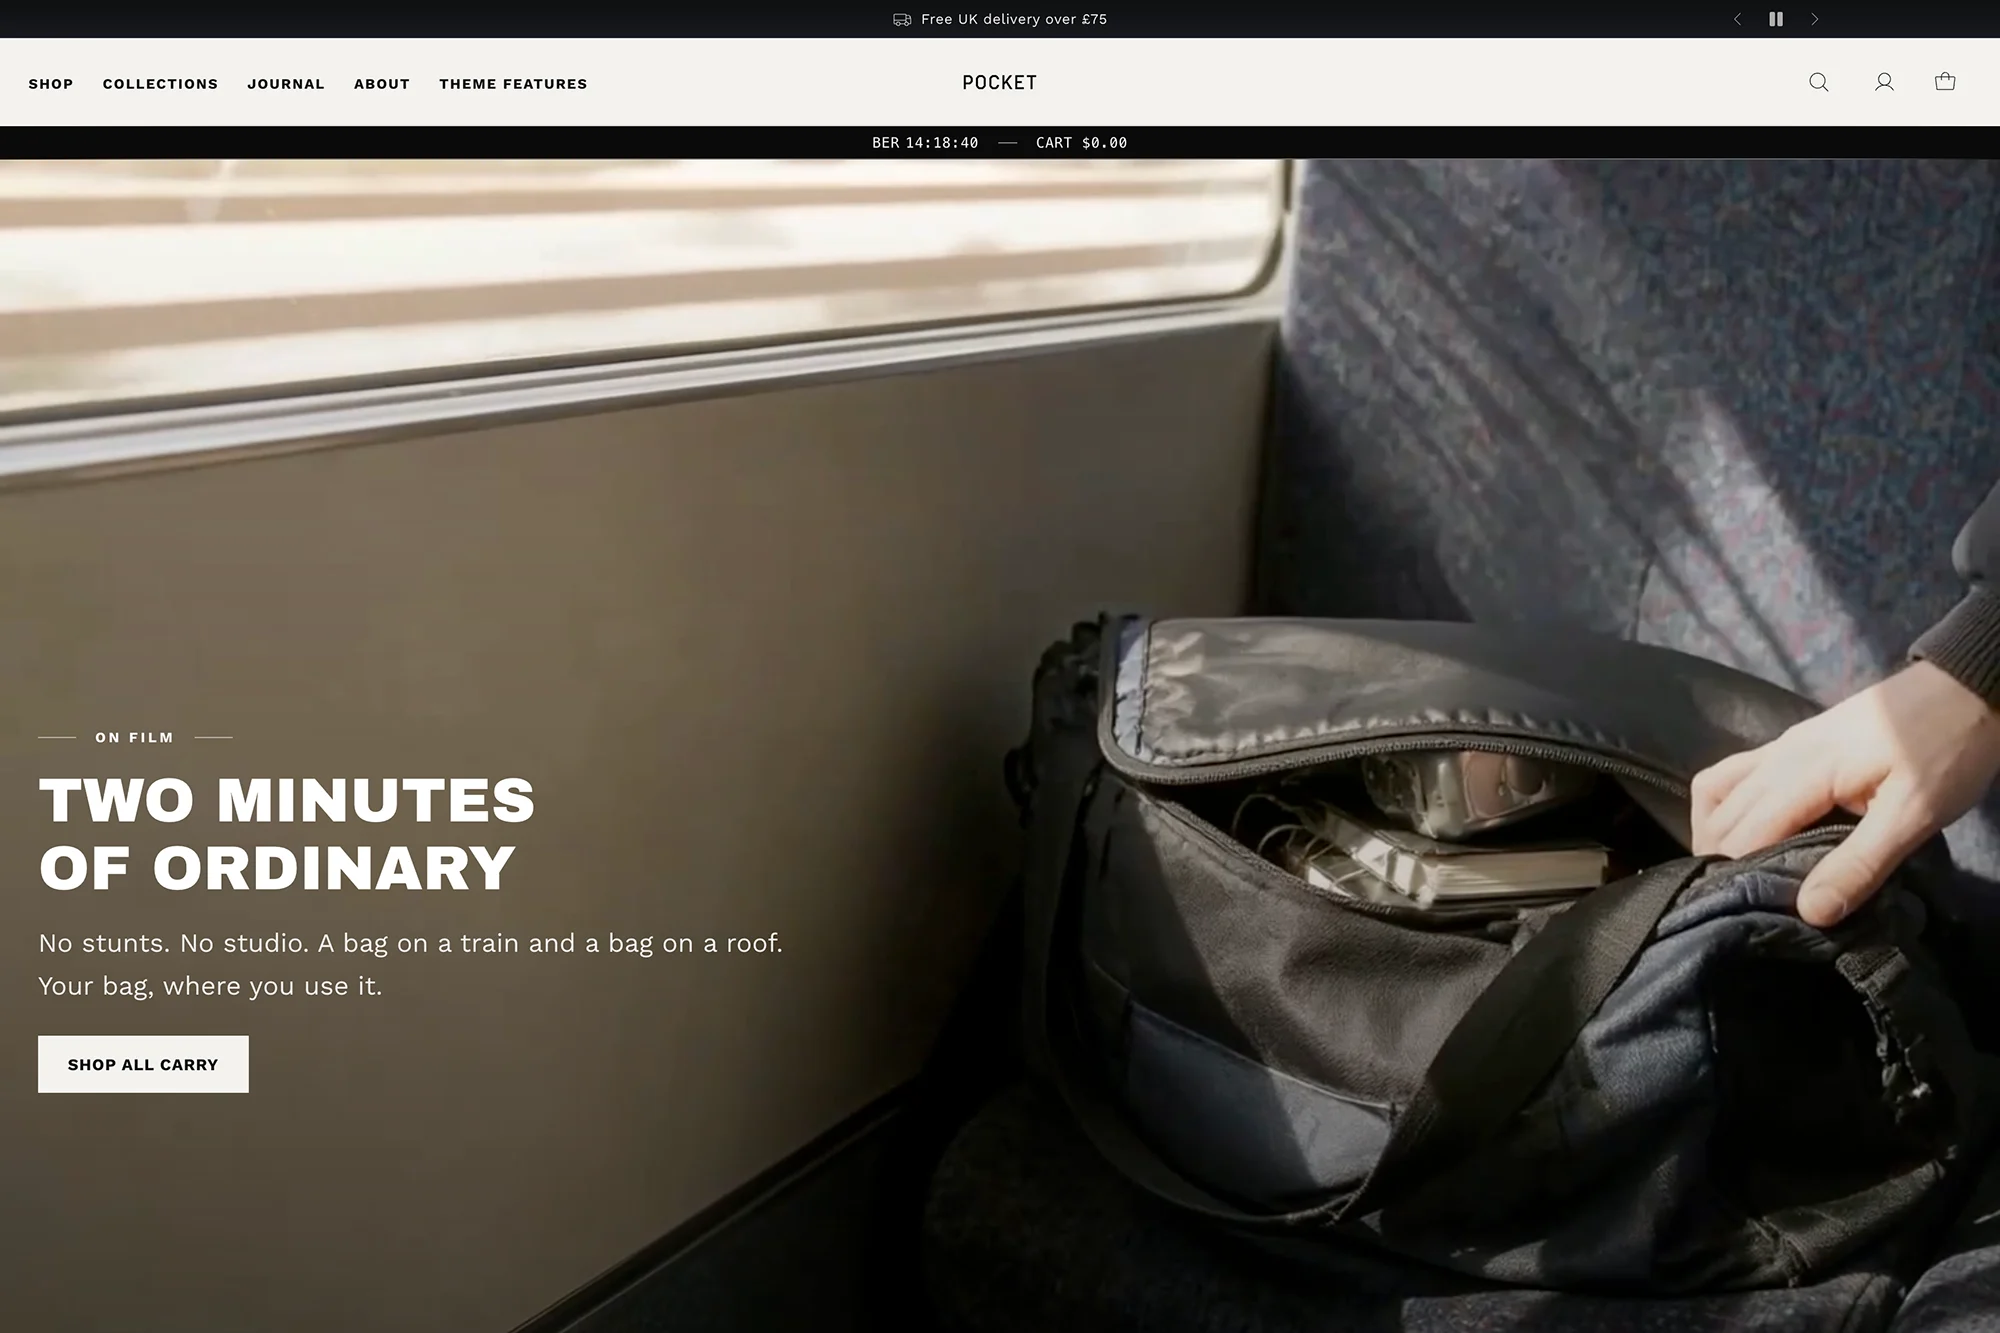 Free UK delivery over £75
SHOP COLLECTIONS JOURNAL ABOUT THEME FEATURES
POCKET
BER 14:18:40 — CART $0.00
ON FILM
TWO MINUTES
OF ORDINARY
No stunts. No studio. A bag on a train and a bag on a roof.
Your bag, where you use it.
SHOP ALL CARRY